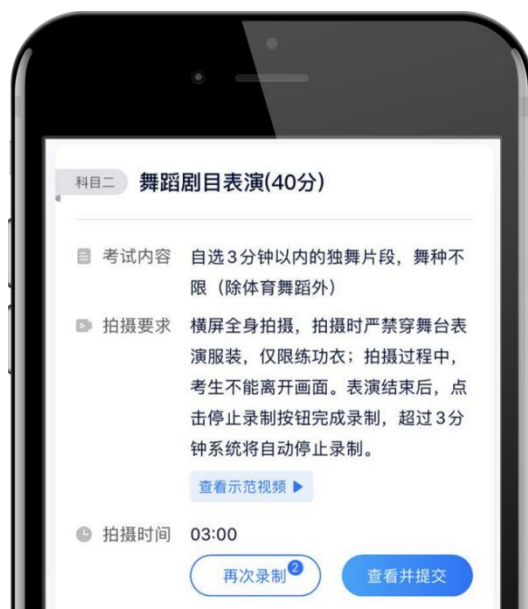 科目二 舞蹈剧目表演(40分)
考试内容 自选3分钟以内的独舞片段，舞种不
限（除体育舞蹈外）
拍摄要求 横屏全身拍摄，拍摄时严禁穿舞台表
演服装，仅限练功衣；拍摄过程中，
考生不能离开画面。表演结束后，点
击停止录制按钮完成录制，超过3分
钟系统将自动停止录制。
查看示范视频
拍摄时间 03:00
再次录制 2 查看并提交